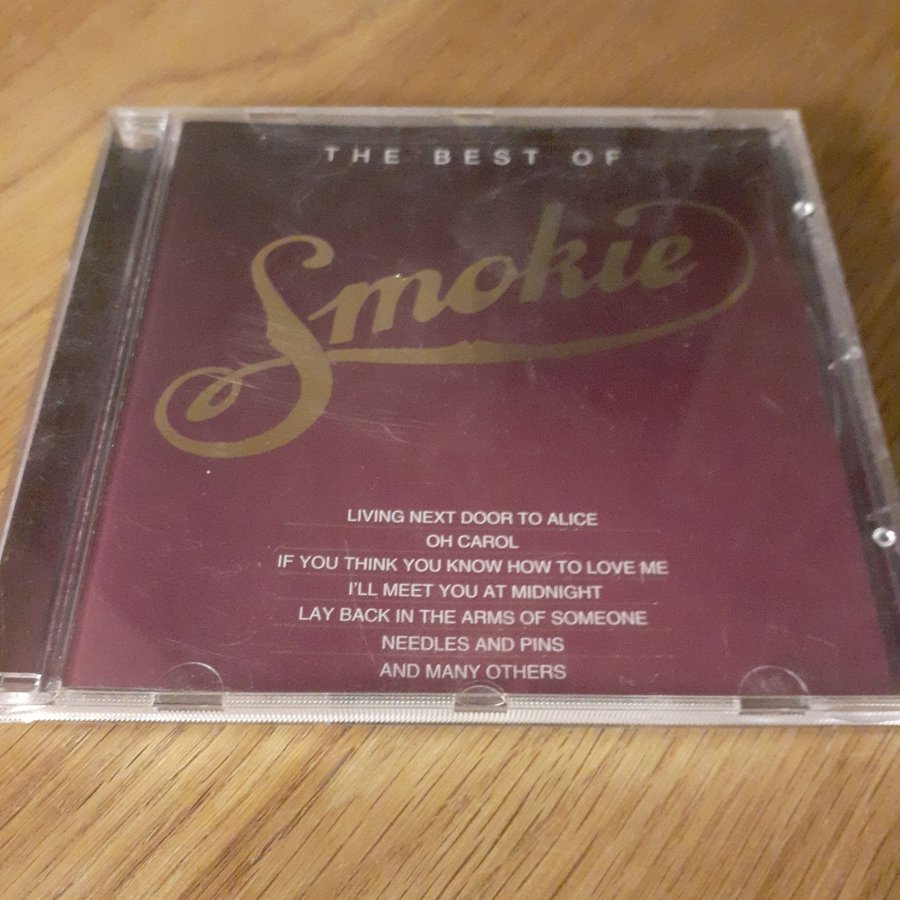 THE BEST OF
Smokie
LIVING NEXT DOOR TO ALICE
OH CAROL
IF YOU THINK YOU KNOW HOW TO LOVE ME
I'LL MEET YOU AT MIDNIGHT
LAY BACK IN THE ARMS OF SOMEONE
NEEDLES AND PINS
AND MANY OTHERS